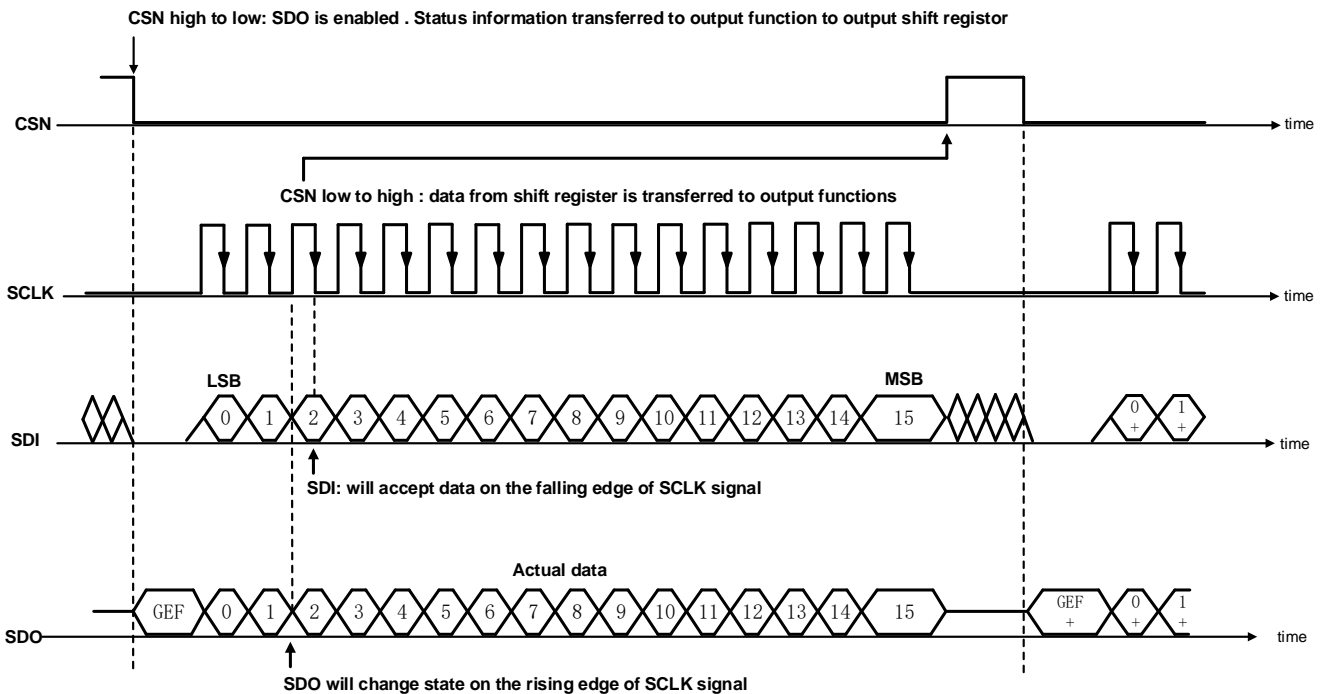 CSN high to low: SDO is enabled . Status information transferred to output function to output shift registor
CSN
time
CSN low to high : data from shift register is transferred to output functions
SCLK
time
LSB
MSB
0 1 2 3 4 5 6 7 8 9 10 11 12 13 14 15 0+ 1+
SDI
time
SDI: will accept data on the falling edge of SCLK signal
Actual data
GEF 0 1 2 3 4 5 6 7 8 9 10 11 12 13 14 15 GEF+ 0+ 1+
SDO
time
SDO will change state on the rising edge of SCLK signal